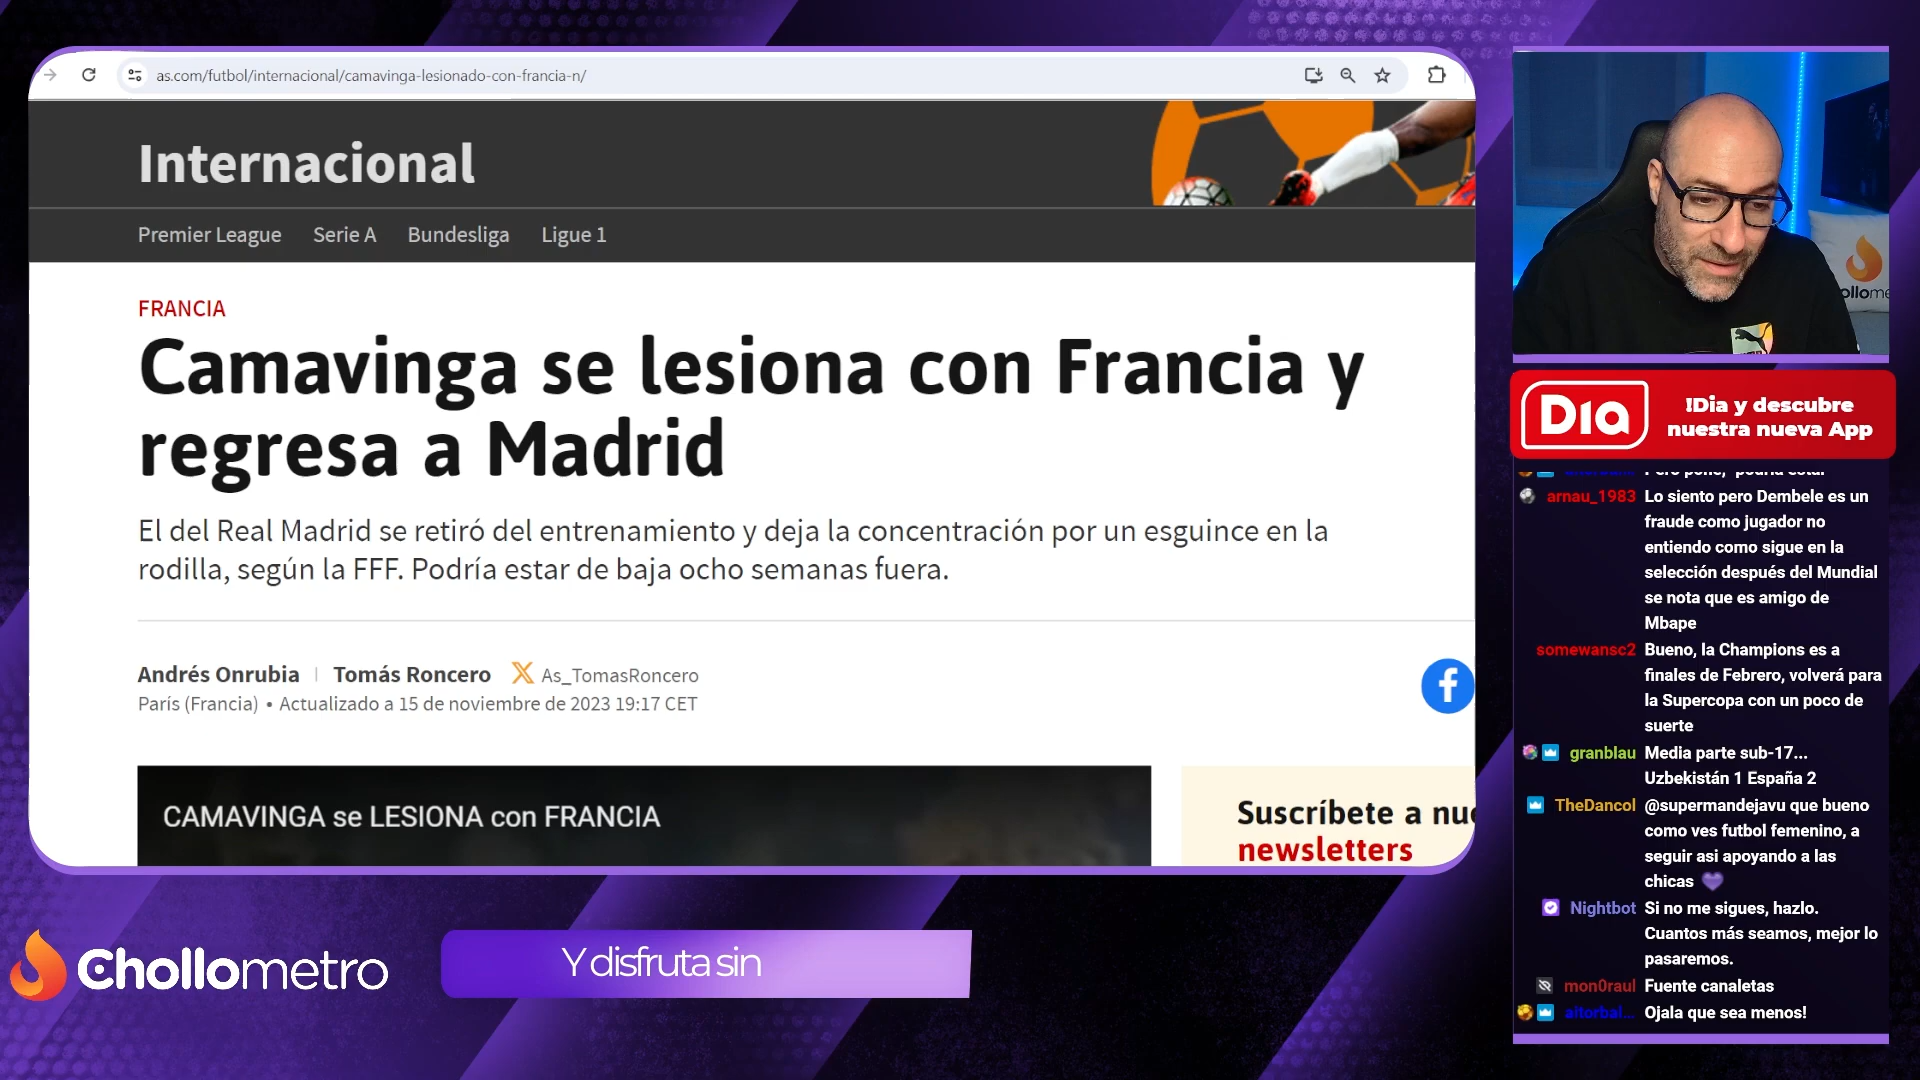 as.com/futbol/internacional/camavinga-lesionado-con-francia-n/
Internacional
Premier League Serie A Bundesliga Ligue 1
FRANCIA
Camavinga se lesiona con Francia y
regresa a Madrid
El del Real Madrid se retiró del entrenamiento y deja la concentración por un esguince en la
rodilla, según la FFF. Podría estar de baja ocho semanas fuera.
Andrés Onrubia | Tomás Roncero As_TomasRoncero
París (Francia) • Actualizado a 15 de noviembre de 2023 19:17 CET
CAMAVINGA se LESIONA con FRANCIA
Suscríbete a nue
newsletters
Chollometro
Y disfruta sin
ollome
Dia
!Dia y descubre
nuestra nueva App
Pero pone, "podría estar"
arnau_1983 Lo siento pero Dembele es un
fraude como jugador no
entiendo como sigue en la
selección después del Mundial
se nota que es amigo de
Mbape
somewansc2 Bueno, la Champions es a
finales de Febrero, volverá para
la Supercopa con un poco de
suerte
granblau Media parte sub-17...
Uzbekistán 1 España 2
TheDancol @supermandejavu que bueno
como ves futbol femenino, a
seguir asi apoyando a las
chicas
Nightbot Si no me sigues, hazlo.
Cuantos más seamos, mejor lo
pasaremos.
mon0raul Fuente canaletas
aitorbal... Ojala que sea menos!